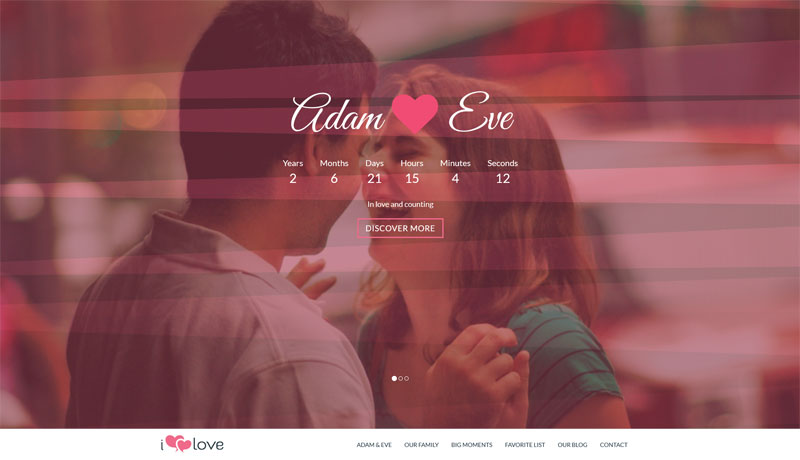 Adam Eve
Years Months Days Hours Minutes Seconds
2 6 21 15 4 12
In love and counting
DISCOVER MORE
i love
ADAM & EVE OUR FAMILY BIG MOMENTS FAVORITE LIST OUR BLOG CONTACT